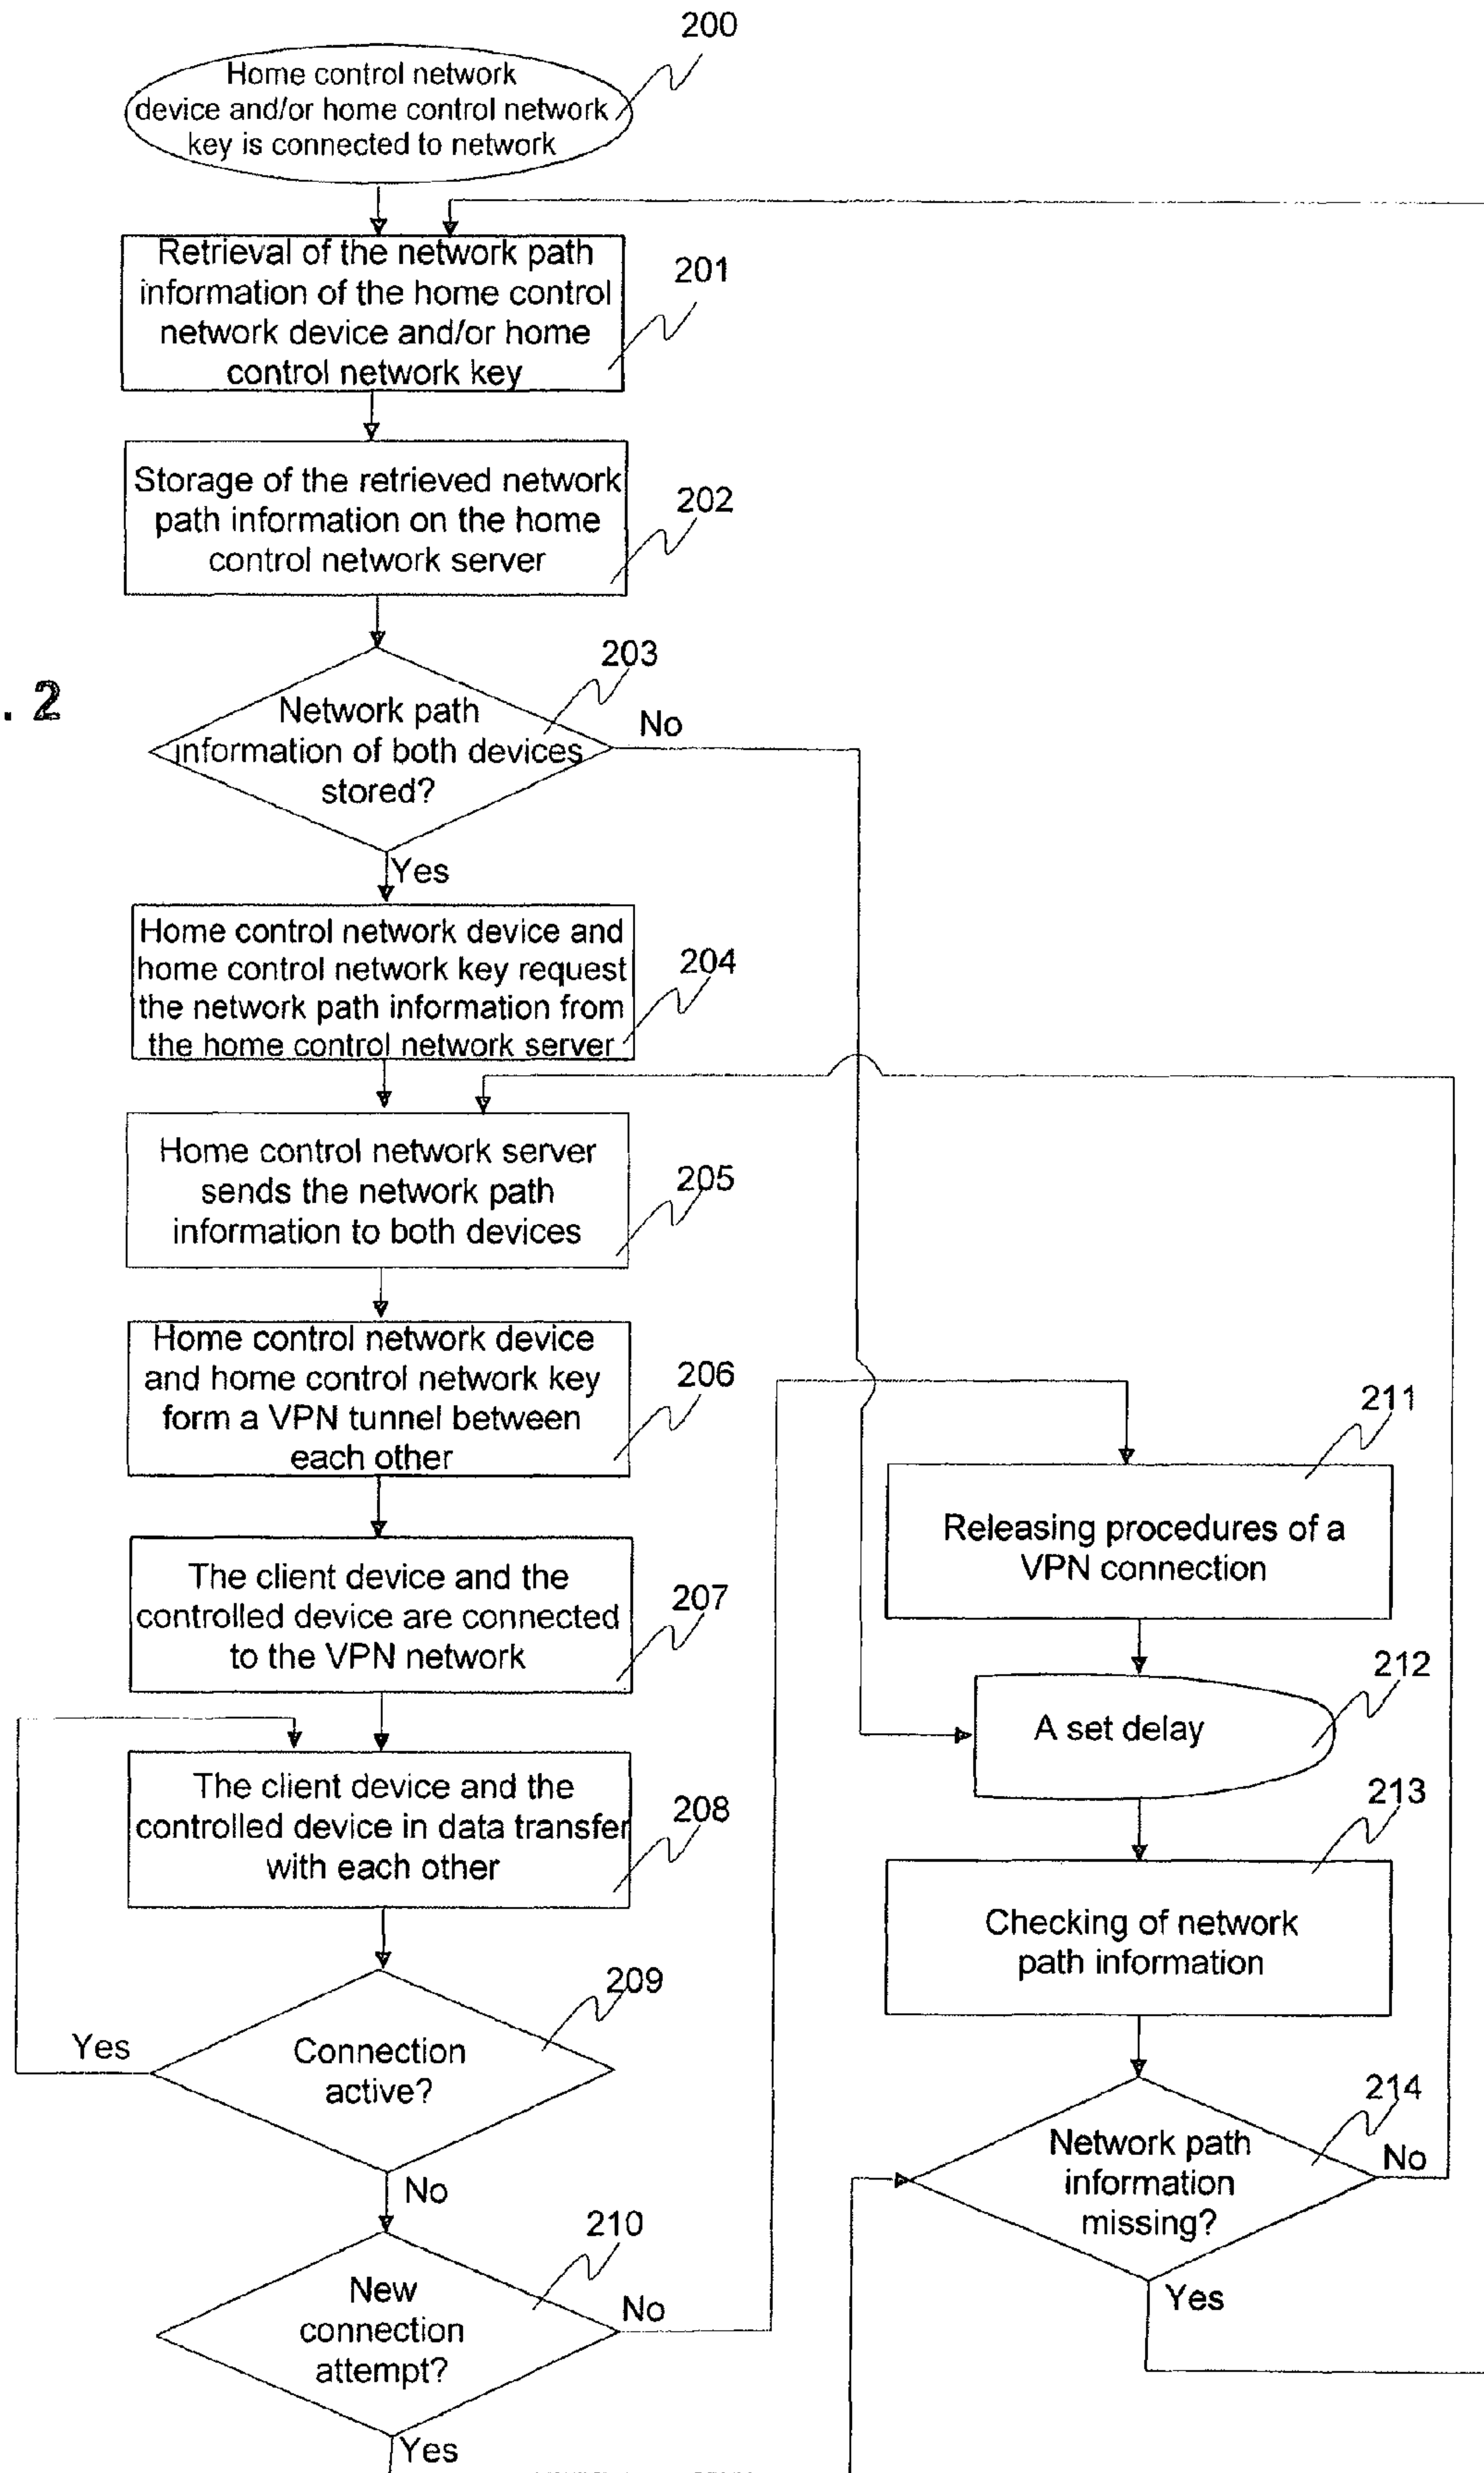 200
Home control network
device and/or home control network
key is connected to network
Retrieval of the network path
information of the home control
network device and/or home
control network key
201
Storage of the retrieved network
path information on the home
control network server
202
. 2
203
Network path
information of both devices
stored?
No
Yes
Home control network device and
home control network key request
the network path information from
the home control network server
204
Home control network server
sends the network path
information to both devices
205
Home control network device
and home control network key
form a VPN tunnel between
each other
206
The client device and the
controlled device are connected
to the VPN network
207
The client device and the
controlled device in data transfer
with each other
208
209
Connection
active?
Yes
No
210
New
connection
attempt?
No
Yes
211
Releasing procedures of a
VPN connection
212
A set delay
213
Checking of network
path information
214
Network path
information
missing?
No
Yes